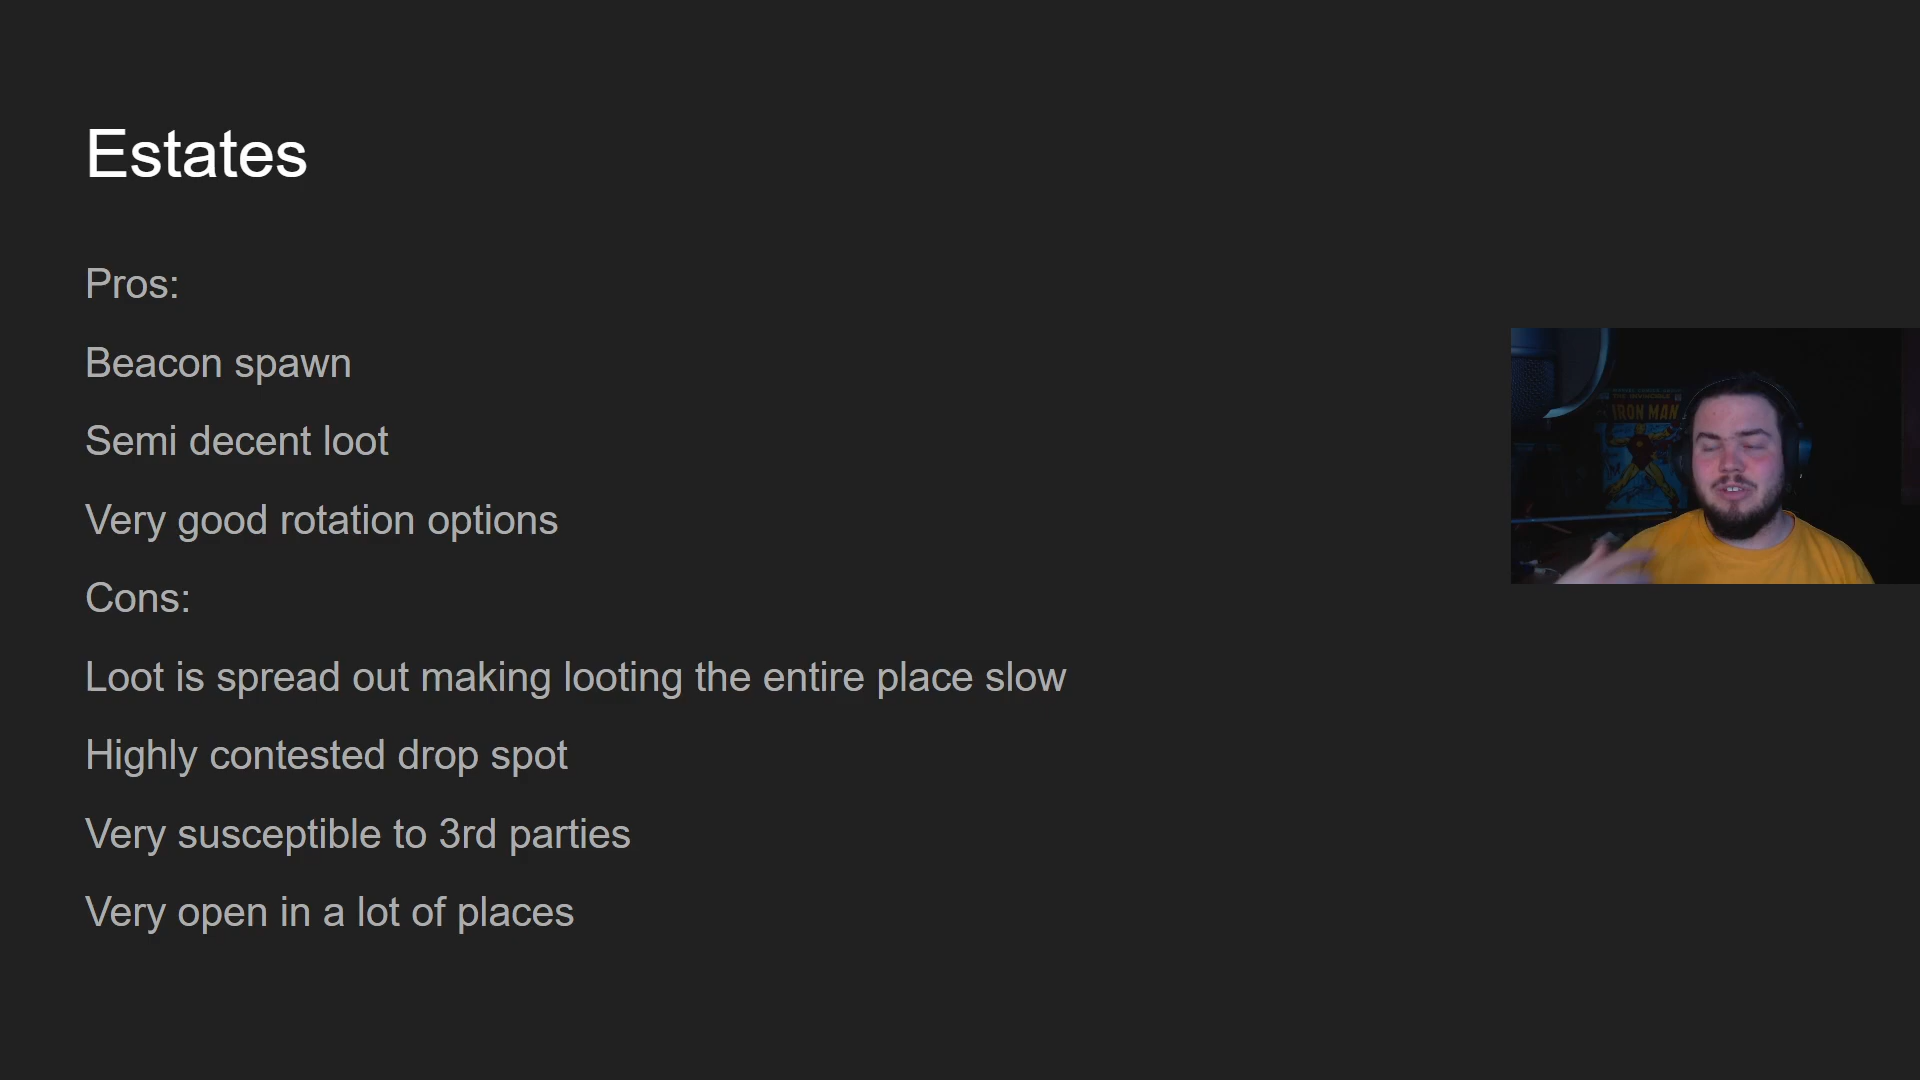 Estates
Pros:
Beacon spawn
Semi decent loot
Very good rotation options
Cons:
Loot is spread out making looting the entire place slow
Highly contested drop spot
Very susceptible to 3rd parties
Very open in a lot of places
IRON MAN